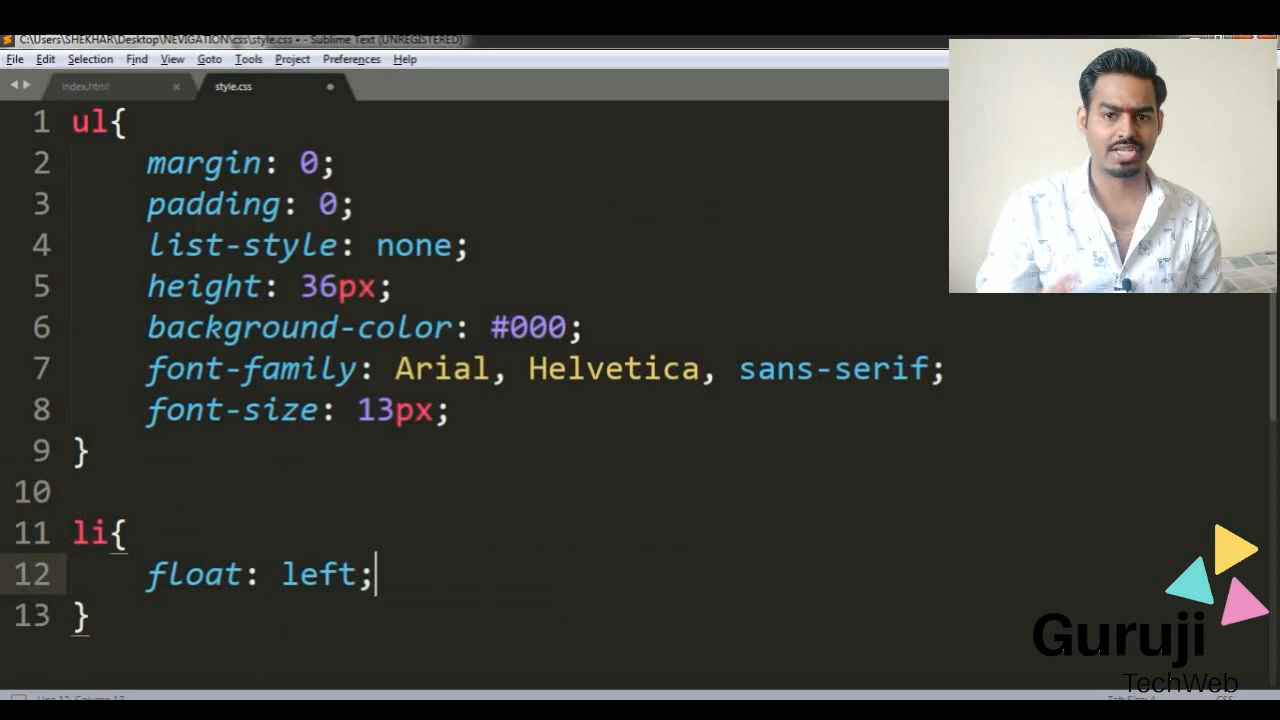 C:\Users\SHEKHAR\Desktop\NEVIGATION\css\style.css • - Sublime Text (UNREGISTERED)
File Edit Selection Find View Goto Tools Project Preferences Help
index.html style.css
1 ul{
2 margin: 0;
3 padding: 0;
4 list-style: none;
5 height: 36px;
6 background-color: #000;
7 font-family: Arial, Helvetica, sans-serif;
8 font-size: 13px;
9 }
10
11 li{
12 float: left;
13 }
Guruji
TechWeb